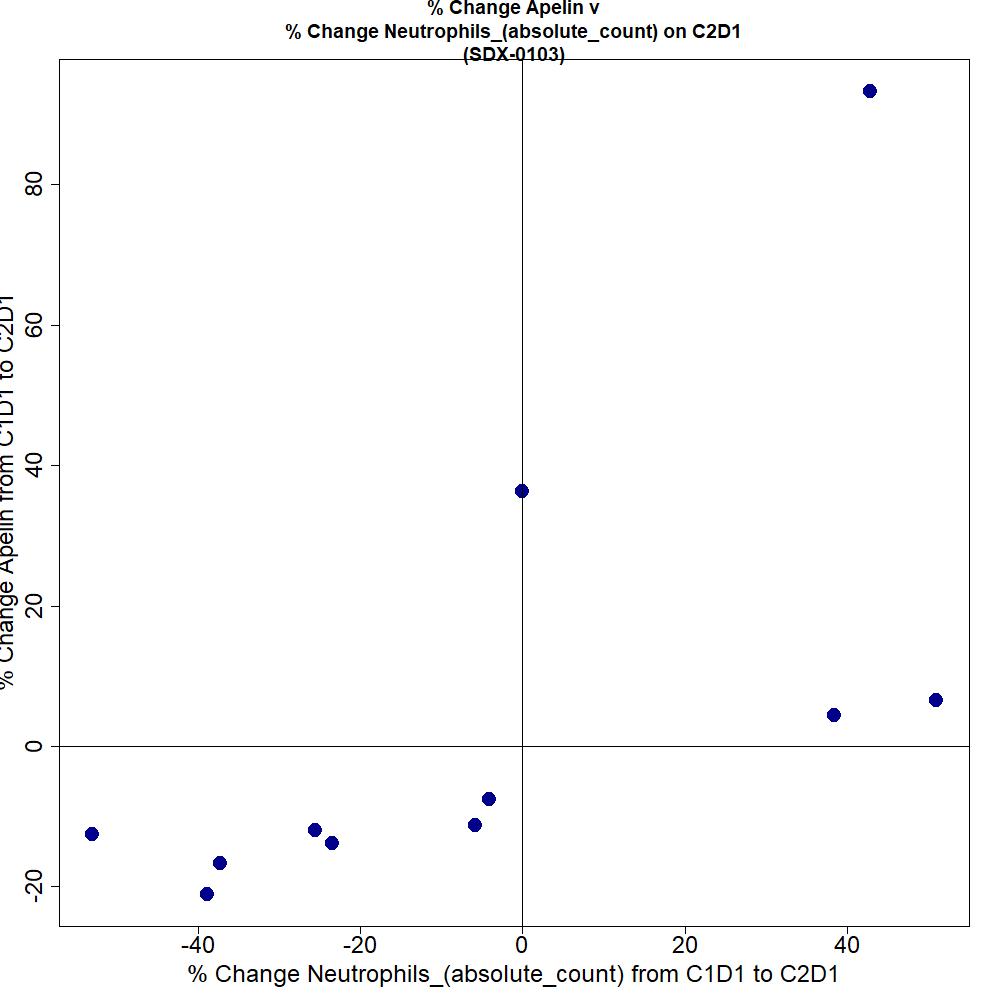 % Change Apelin v
% Change Neutrophils_(absolute_count) on C2D1
(SDX-0103)
% Change Apelin from C1D1 to C2D1
80
60
40
20
0
-20
-40
-20
0
20
40
% Change Neutrophils_(absolute_count) from C1D1 to C2D1